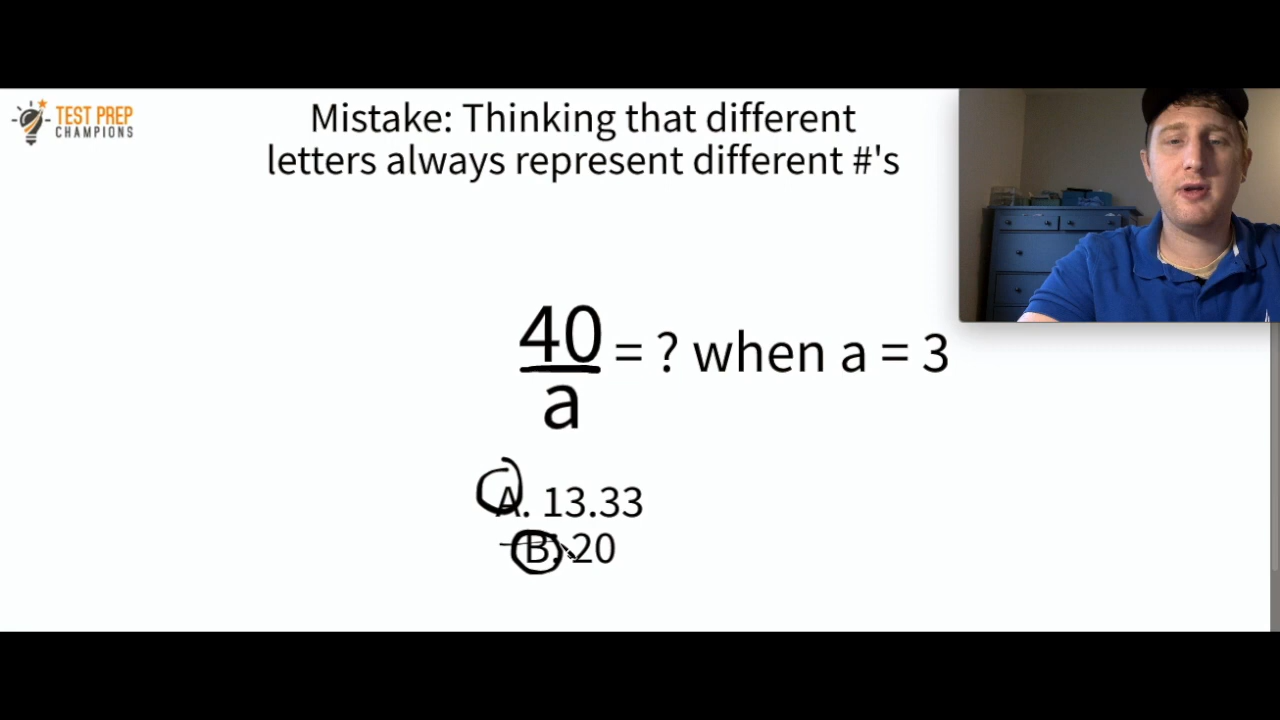 TEST PREP
CHAMPIONS
Mistake: Thinking that different
letters always represent different #'s
40
= ? when a = 3
a
A. 13.33
B. 20